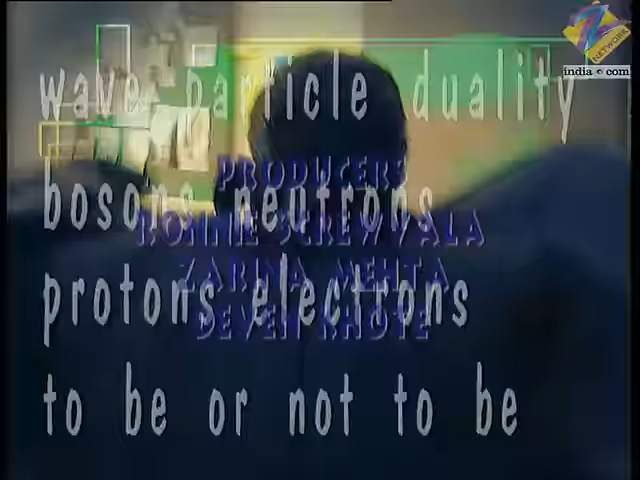 NETWORK
india . com
wave particle duality
PRODUCERS
bosons neutrons
RONNIE SCREWVALA
ZARINA MEHTA
protons electrons
DEVEN KHOTE
to be or not to be